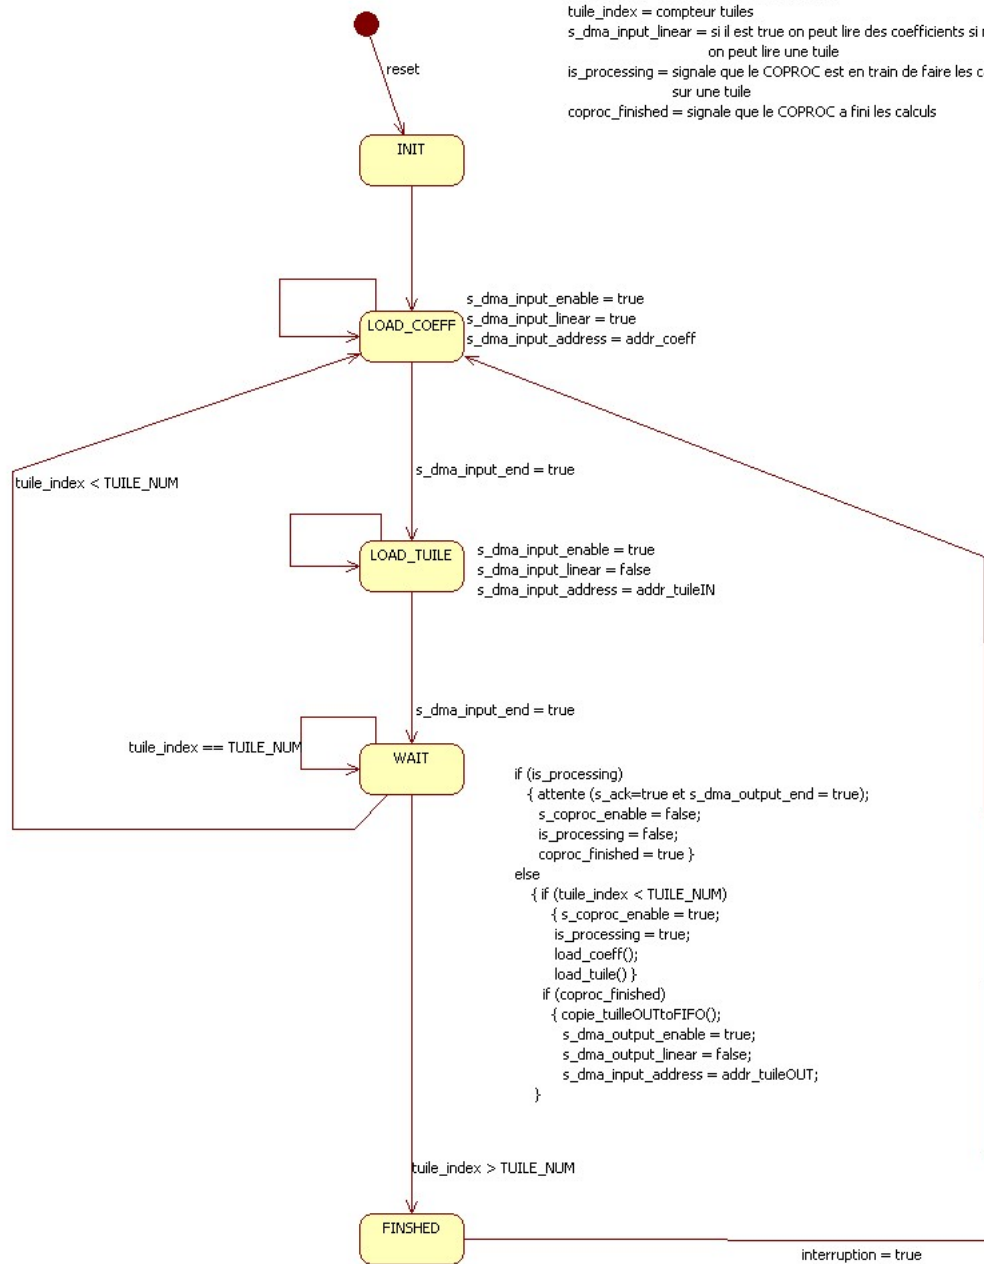 tuile_index = compteur tuiles
s_dma_input_linear = si il est true on peut lire des coefficients si
on peut lire une tuile
is_processing = signale que le COPROC est en train de faire les
sur une tuile
coproc_finished = signale que le COPROC a fini les calculs
reset
INIT
s_dma_input_enable = true
LOAD_COEFF
s_dma_input_linear = true
s_dma_input_address = addr_coeff
s_dma_input_end = true
tuile_index < TUILE_NUM
LOAD_TUILE
s_dma_input_enable = true
s_dma_input_linear = false
s_dma_input_address = addr_tuileIN
s_dma_input_end = true
tuile_index == TUILE_NUM
WAIT
if (is_processing)
{ attente (s_ack=true et s_dma_output_end = true);
s_coproc_enable = false;
is_processing = false;
coproc_finished = true }
else
{ if (tuile_index < TUILE_NUM)
{ s_coproc_enable = true;
is_processing = true;
load_coeff();
load_tuile() }
if (coproc_finished)
{ copie_tuilleOUTtoFIFO();
s_dma_output_enable = true;
s_dma_output_linear = false;
s_dma_input_address = addr_tuileOUT;
}
tuile_index > TUILE_NUM
FINSHED
interruption = true